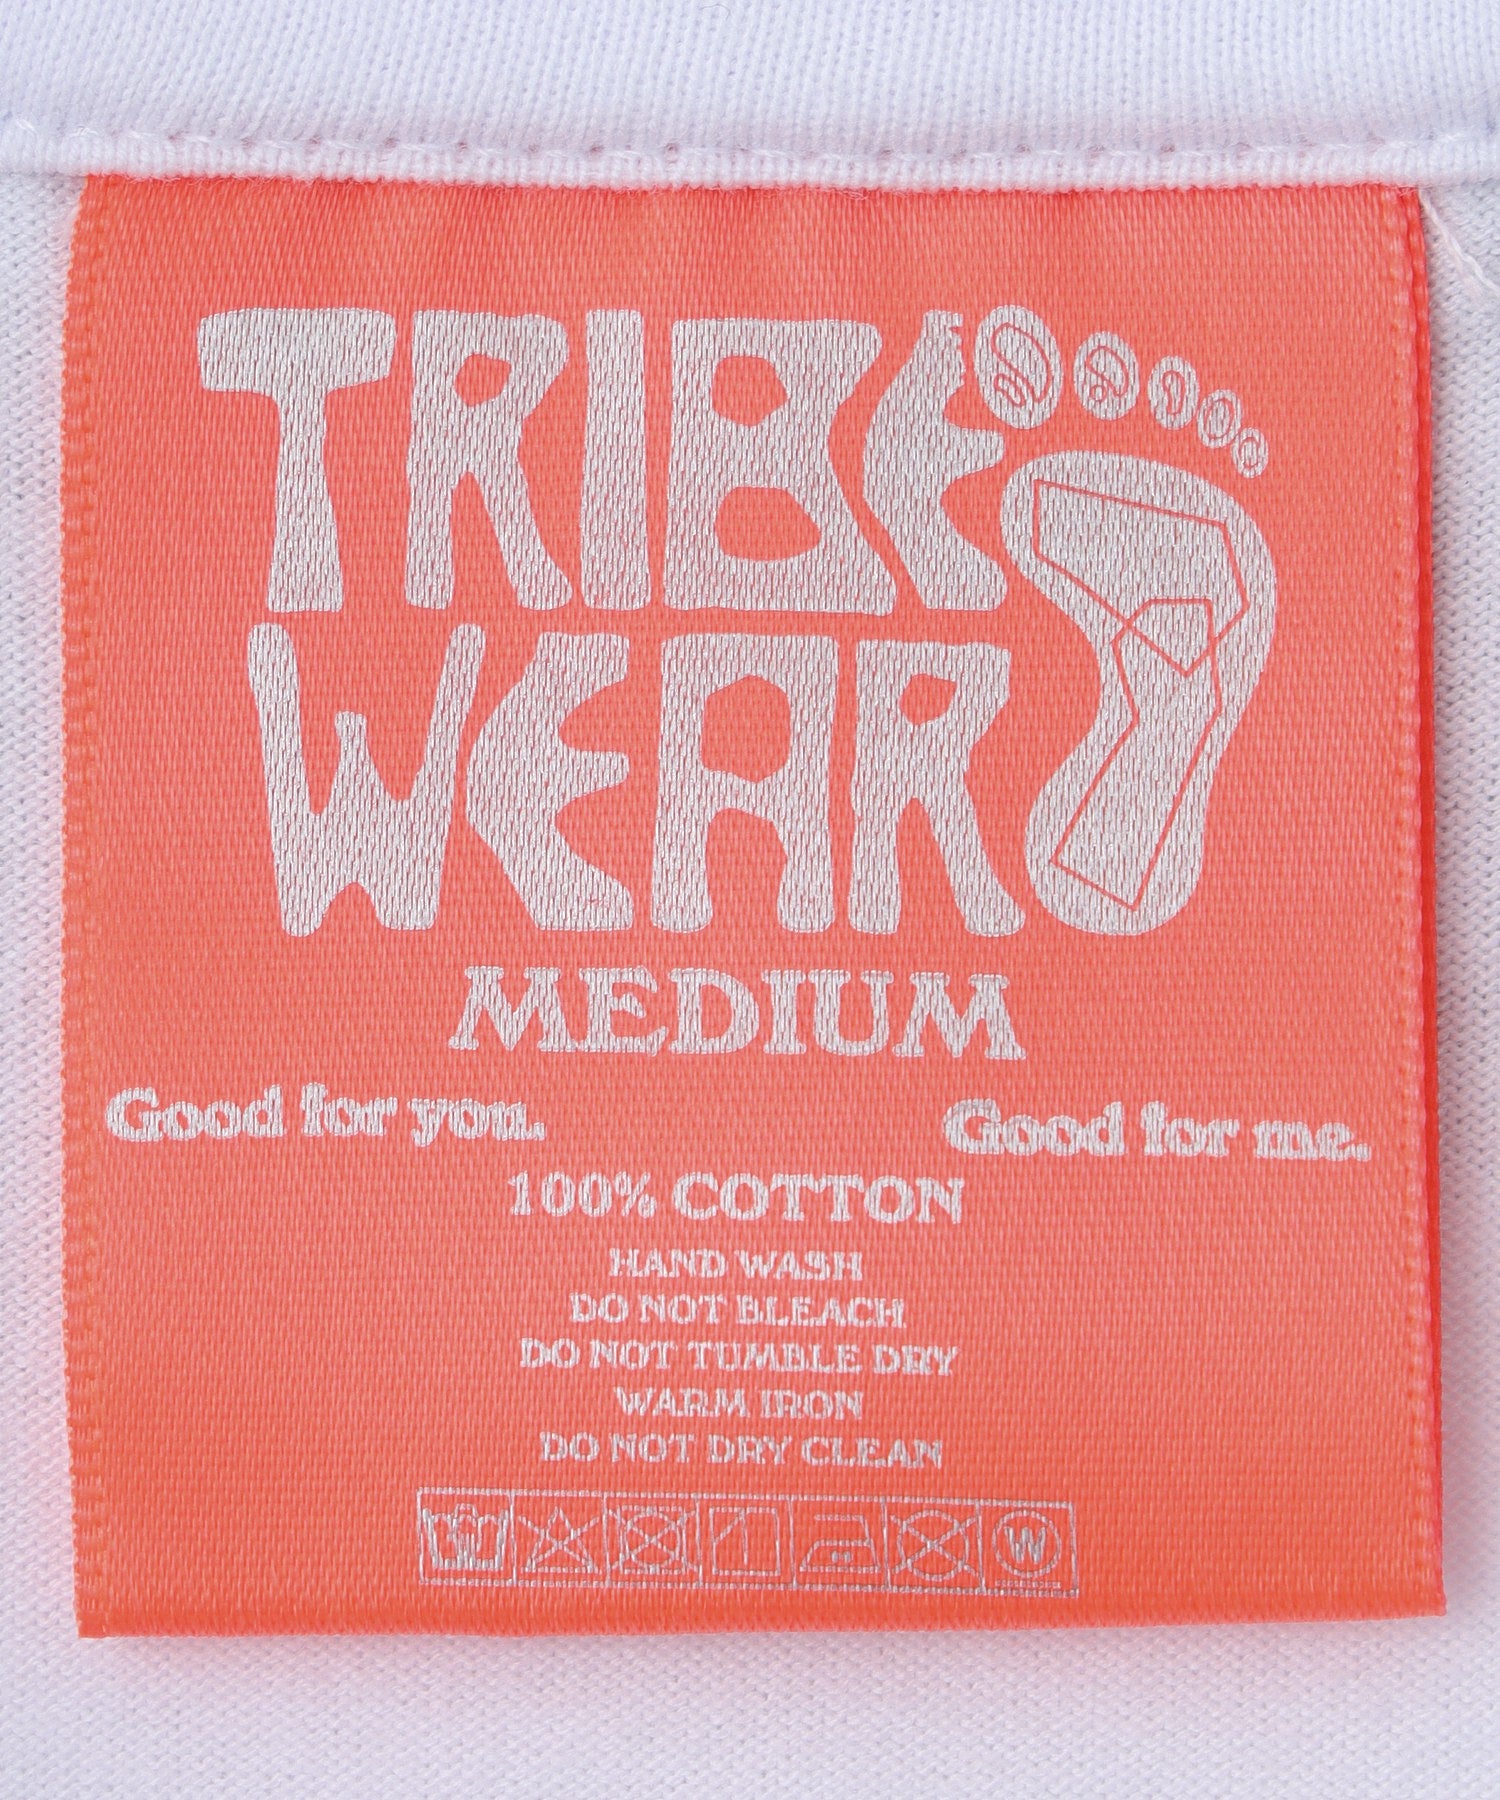 TRIBE
WEAR
MEDIUM
Good for you. Good for me.
100% COTTON
HAND WASH
DO NOT BLEACH
DO NOT TUMBLE DRY
WARM IRON
DO NOT DRY CLEAN
W